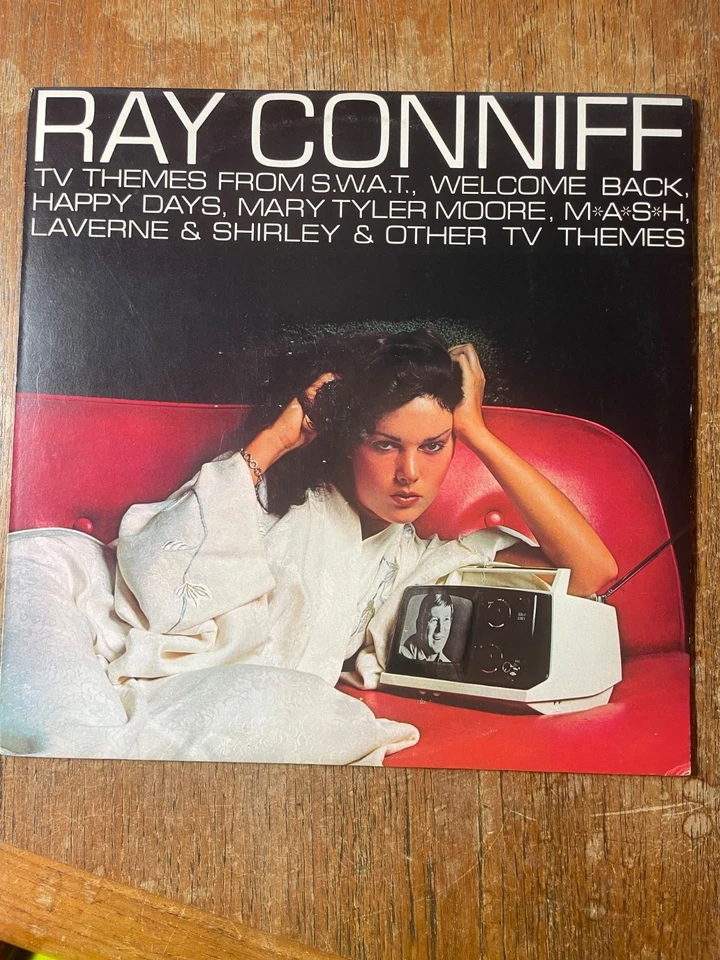 RAY CONNIFF
TV THEMES FROM S.W.A.T., WELCOME BACK,
HAPPY DAYS, MARY TYLER MOORE, M*A*S*H,
LAVERNE & SHIRLEY & OTHER TV THEMES